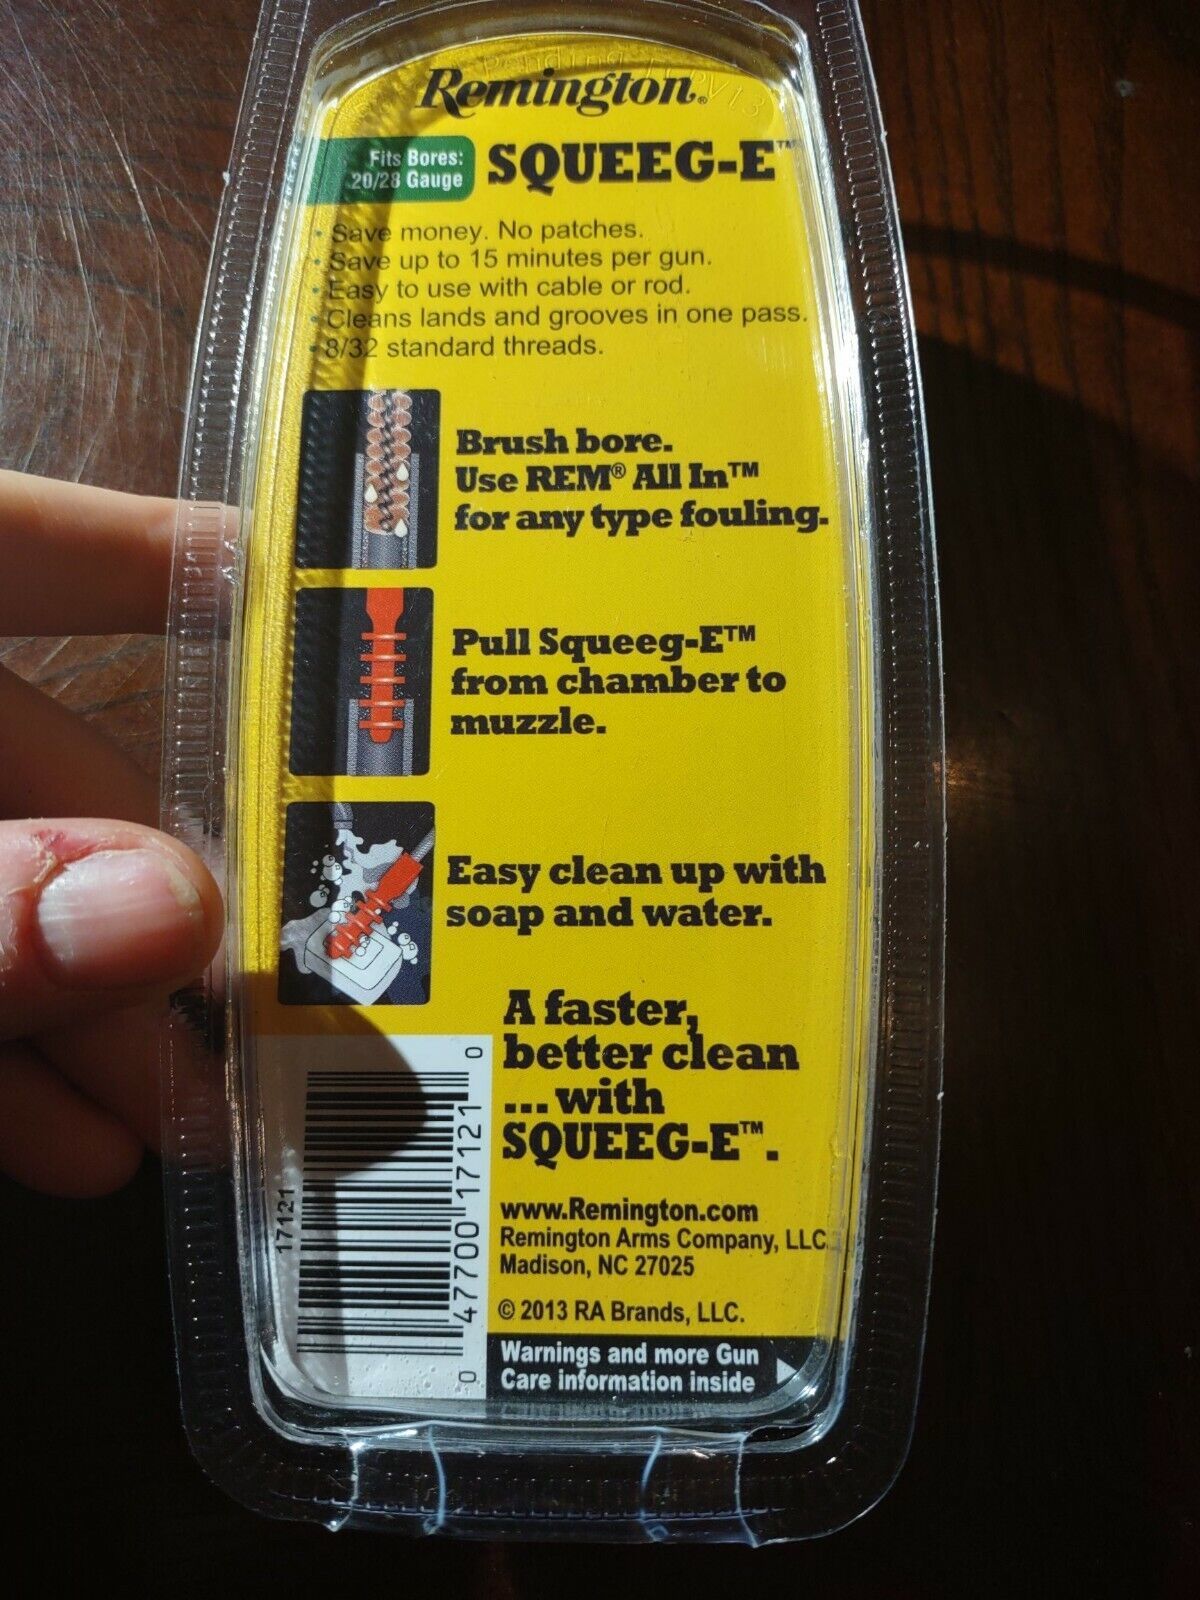 Remington®
Fits Bores:
20/28 Gauge
SQUEEG-E™
• Save money. No patches.
• Save up to 15 minutes per gun.
• Easy to use with cable or rod.
• Cleans lands and grooves in one pass.
• 8/32 standard threads.
Brush bore.
Use REM® All In™
for any type fouling.
Pull Squeeg-E™
from chamber to
muzzle.
Easy clean up with
soap and water.
A faster,
better clean
...with
SQUEEG-E™.
17121
0 47700 17121 0
www.Remington.com
Remington Arms Company, LLC
Madison, NC 27025
© 2013 RA Brands, LLC.
Warnings and more Gun
Care information inside